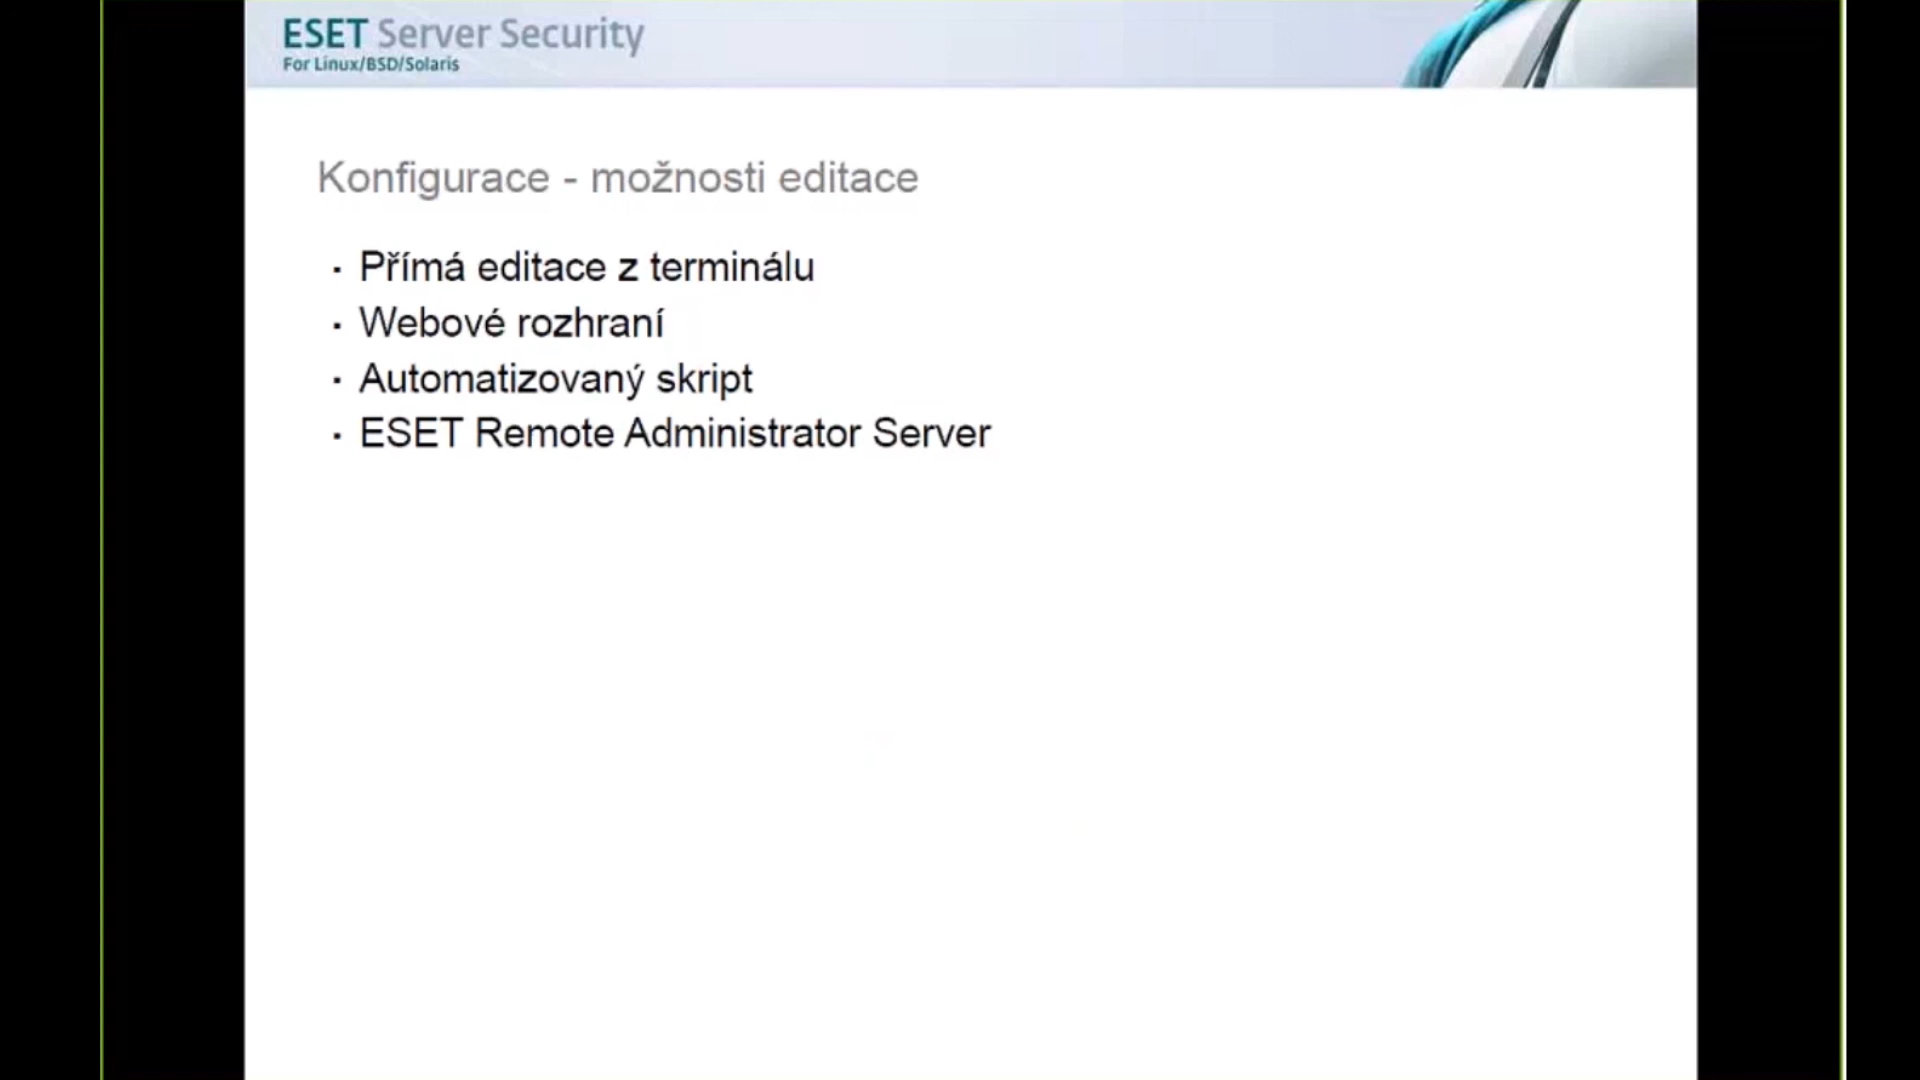 ESET Server Security
For Linux/BSD/Solaris
Konfigurace - možnosti editace
· Přímá editace z terminálu
· Webové rozhraní
· Automatizovaný skript
· ESET Remote Administrator Server